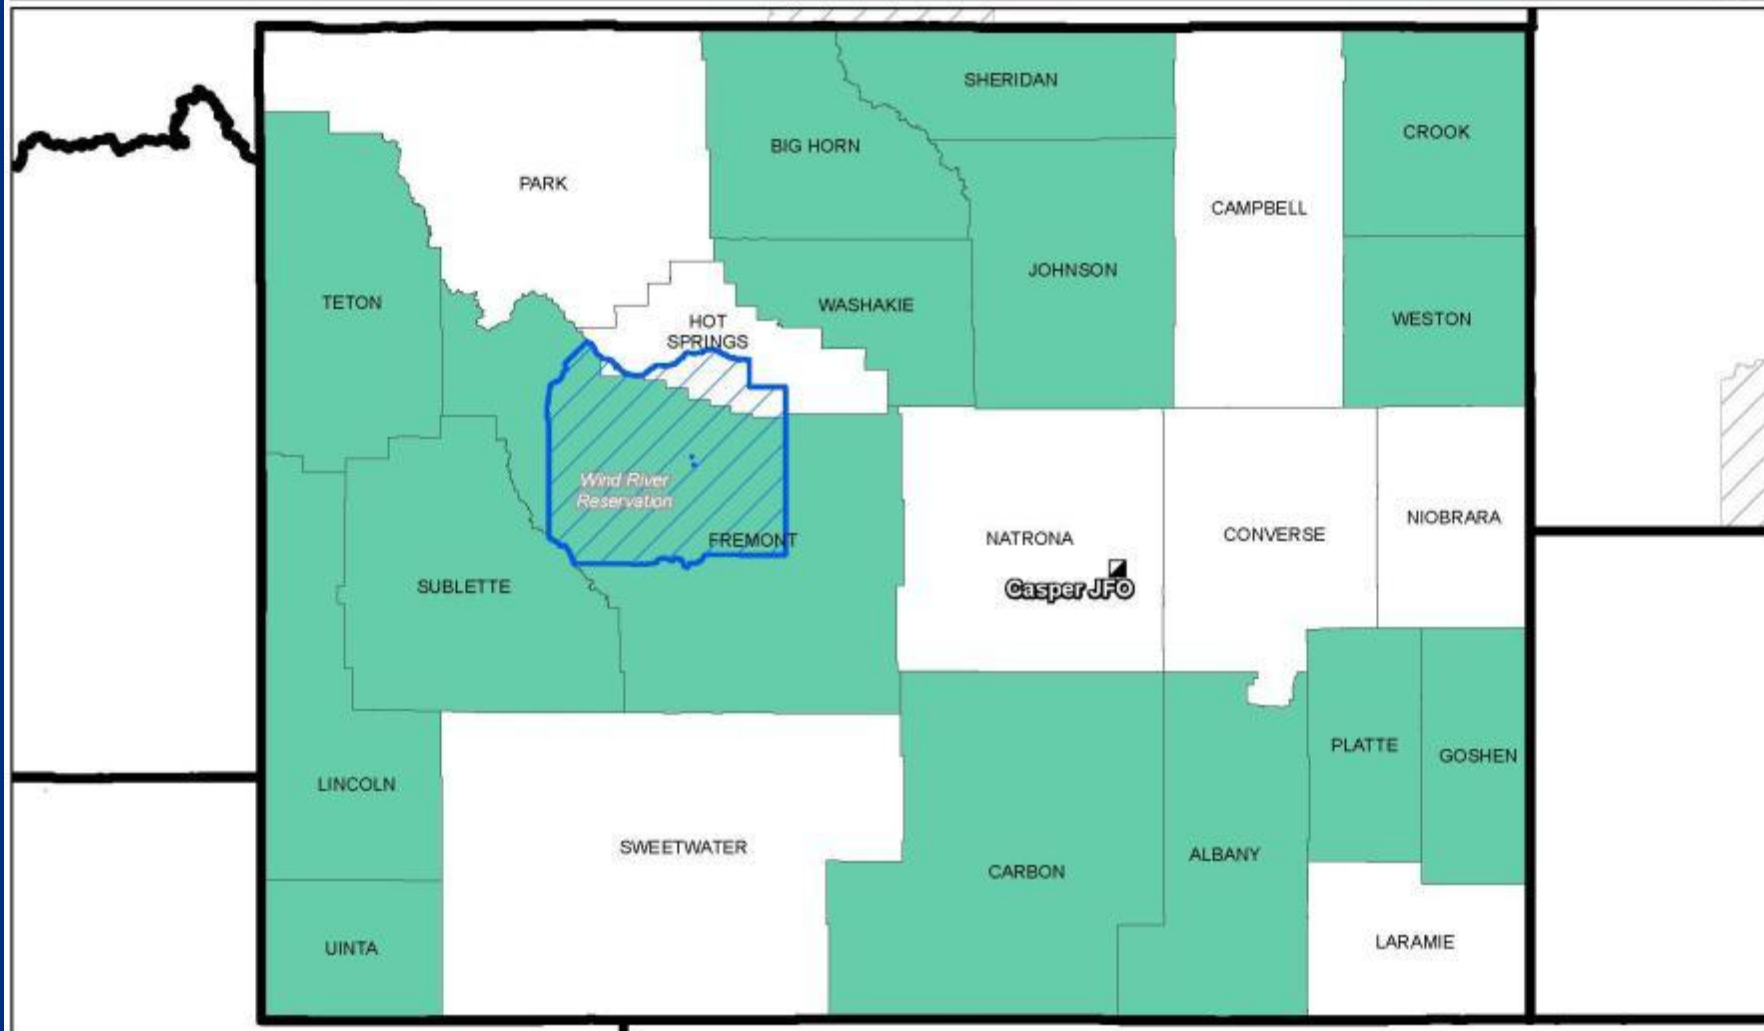 SHERIDAN
CROOK
BIG HORN
PARK
CAMPBELL
JOHNSON
TETON
WASHAKIE
WESTON
HOT
SPRINGS
Wind River
Reservation
NIOBRARA
FREMONT
NATRONA
CONVERSE
SUBLETTE
Casper JFO
PLATTE
GOSHEN
LINCOLN
SWEETWATER
ALBANY
CARBON
LARAMIE
UINTA